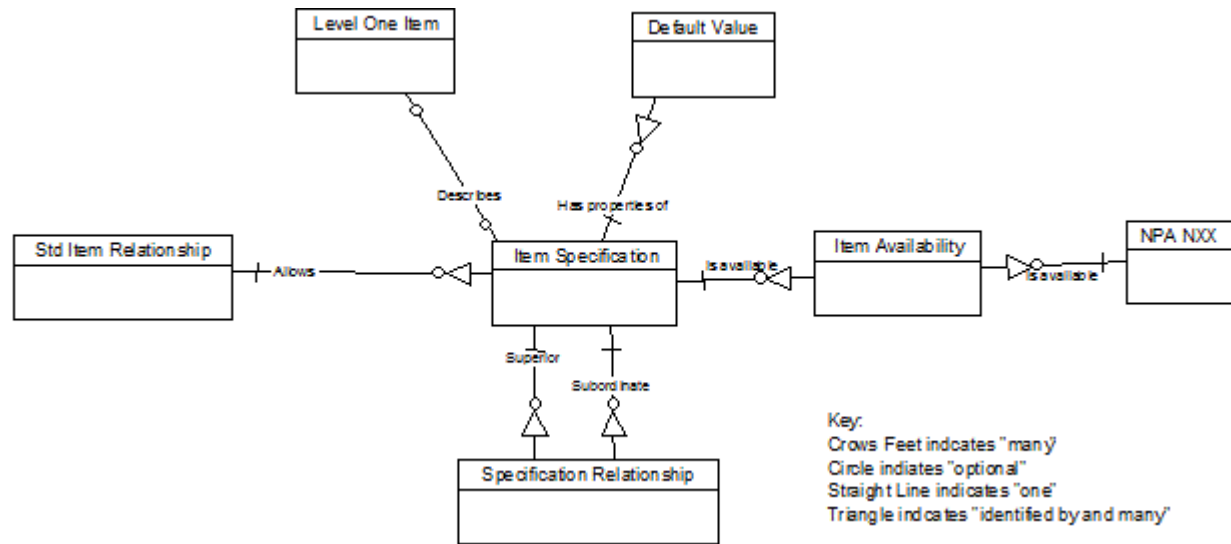 Level One Item
Default Value
Describes
Has properties of
Std Item Relationship
Allows
Item Specification
Is available
Item Availability
Is available
NPA NXX
Superior
Subordinate
Specification Relationship
Key:
Crows Feet indcates "many"
Circle indiates "optional"
Straight Line indicates "one"
Triangle indcates "identified by and many"